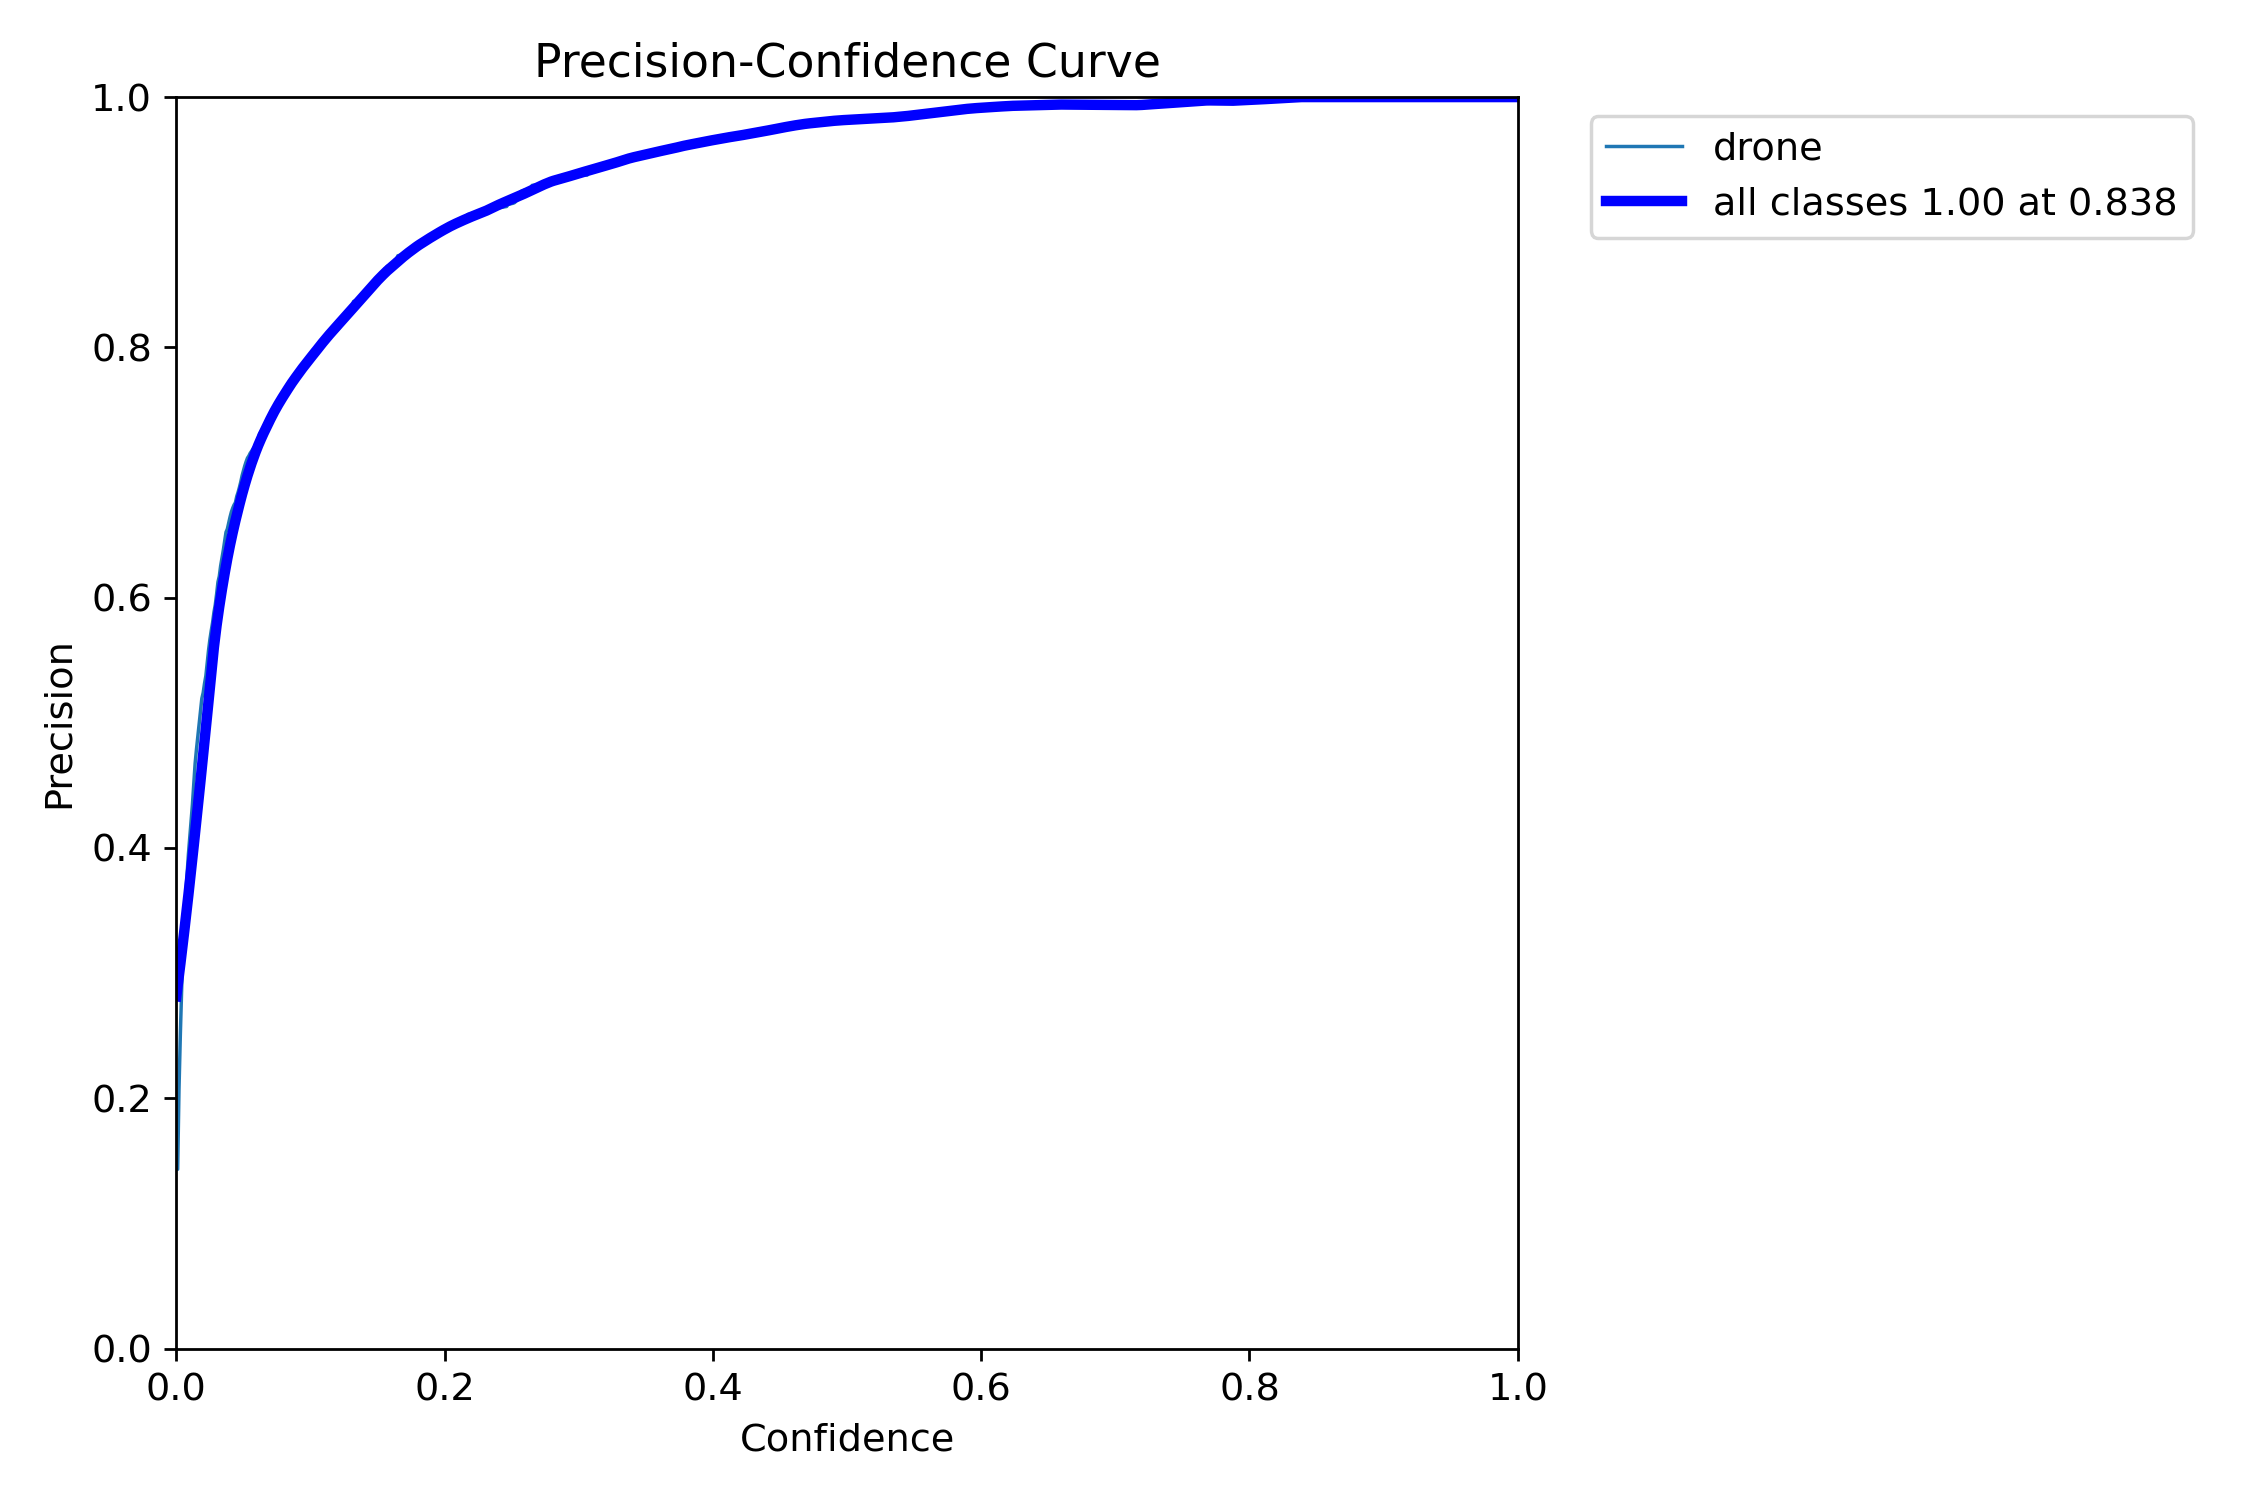 Precision-Confidence Curve
1.0
0.8
0.6
0.4
0.2
0.0
Precision
0.0 0.2 0.4 0.6 0.8 1.0
Confidence
drone
all classes 1.00 at 0.838